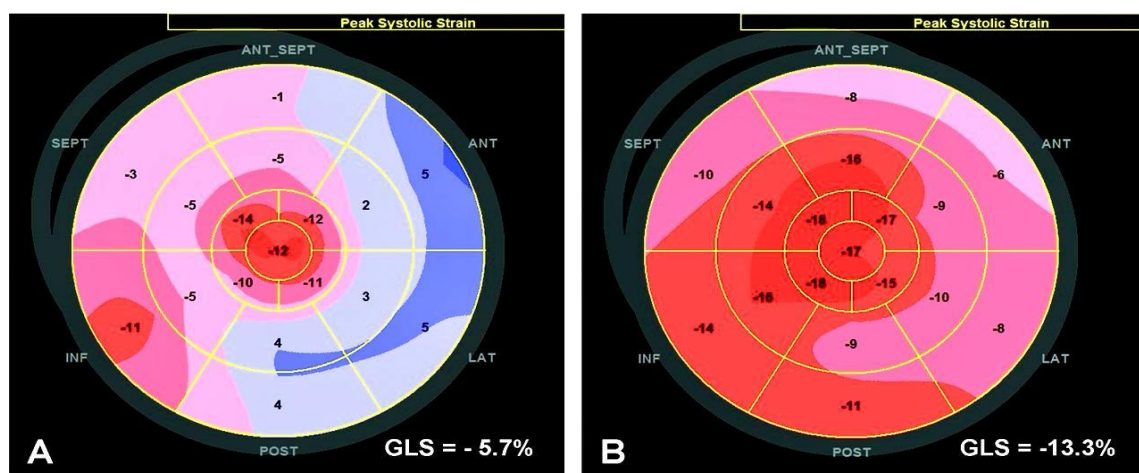 Peak Systolic Strain
ANT_SEPT
-1
SEPT
ANT
-3
-5
5
-5
2
-14
-12
-12
-10
-11
-5
3
-11
5
4
INF
LAT
4
A
GLS = - 5.7%
POST
Peak Systolic Strain
ANT_SEPT
-8
SEPT
ANT
-16
-10
-6
-14
-9
-18
-17
-17
-18
-15
-16
-10
-14
-8
-9
INF
LAT
-11
B
GLS = -13.3%
POST